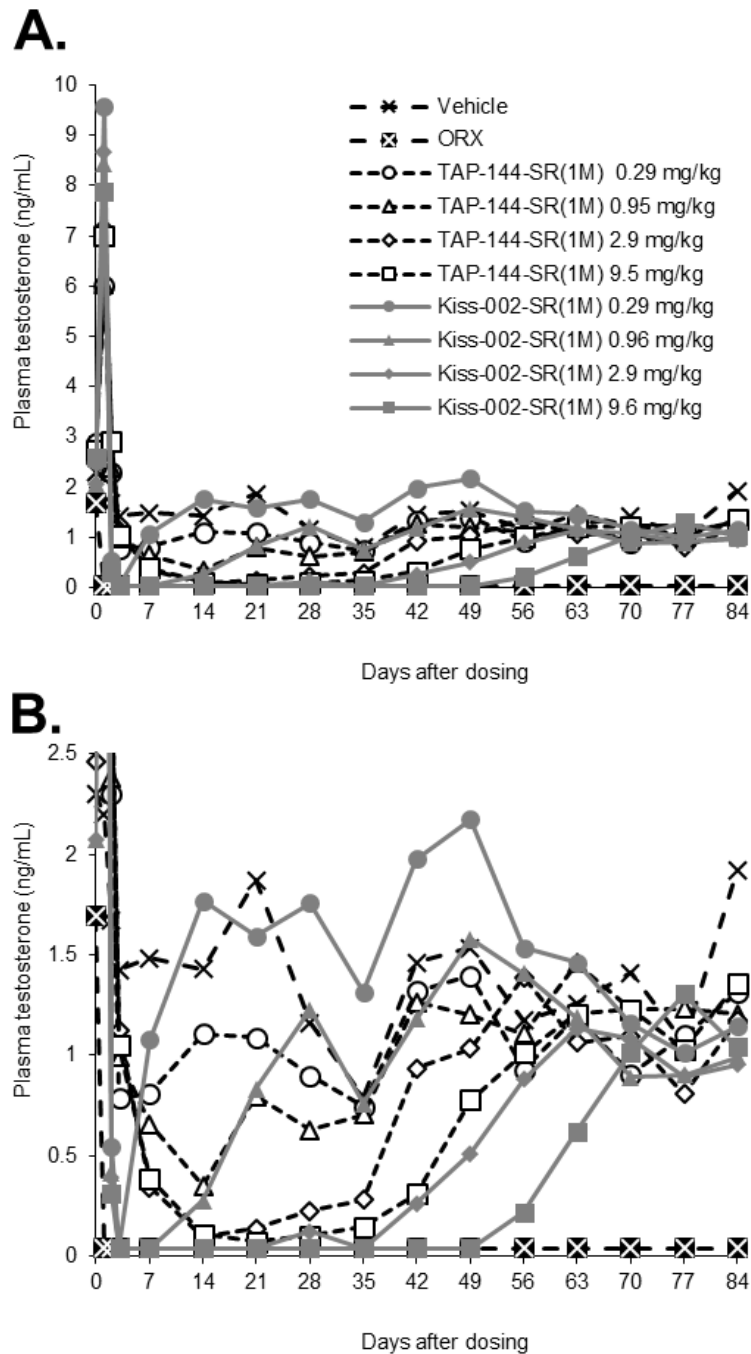 A.
Plasma testosterone (ng/mL)
10
9
8
7
6
5
4
3
2
1
0
Vehicle
ORX
TAP-144-SR(1M)  0.29 mg/kg
TAP-144-SR(1M) 0.95 mg/kg
TAP-144-SR(1M) 2.9 mg/kg
TAP-144-SR(1M) 9.5 mg/kg
Kiss-002-SR(1M) 0.29 mg/kg
Kiss-002-SR(1M) 0.96 mg/kg
Kiss-002-SR(1M) 2.9 mg/kg
Kiss-002-SR(1M) 9.6 mg/kg
0 7 14 21 28 35 42 49 56 63 70 77 84
Days after dosing
B.
Plasma testosterone (ng/mL)
2.5
2
1.5
1
0.5
0
0 7 14 21 28 35 42 49 56 63 70 77 84
Days after dosing